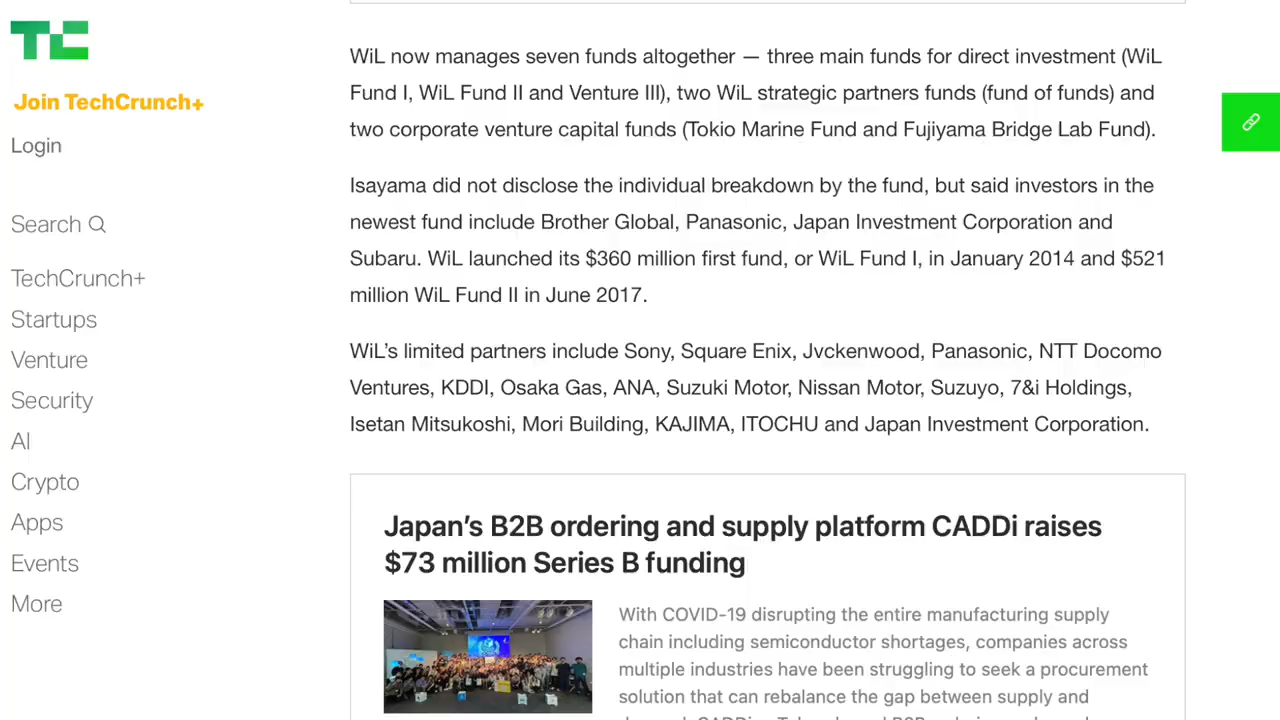 TC
Join TechCrunch+
Login
Search
TechCrunch+
Startups
Venture
Security
AI
Crypto
Apps
Events
More
WiL now manages seven funds altogether — three main funds for direct investment (WiL
Fund I, WiL Fund II and Venture III), two WiL strategic partners funds (fund of funds) and
two corporate venture capital funds (Tokio Marine Fund and Fujiyama Bridge Lab Fund).
Isayama did not disclose the individual breakdown by the fund, but said investors in the
newest fund include Brother Global, Panasonic, Japan Investment Corporation and
Subaru. WiL launched its $360 million first fund, or WiL Fund I, in January 2014 and $521
million WiL Fund II in June 2017.
WiL’s limited partners include Sony, Square Enix, Jvckenwood, Panasonic, NTT Docomo
Ventures, KDDI, Osaka Gas, ANA, Suzuki Motor, Nissan Motor, Suzuyo, 7&i Holdings,
Isetan Mitsukoshi, Mori Building, KAJIMA, ITOCHU and Japan Investment Corporation.
Japan’s B2B ordering and supply platform CADDi raises
$73 million Series B funding
With COVID-19 disrupting the entire manufacturing supply
chain including semiconductor shortages, companies across
multiple industries have been struggling to seek a procurement
solution that can rebalance the gap between supply and